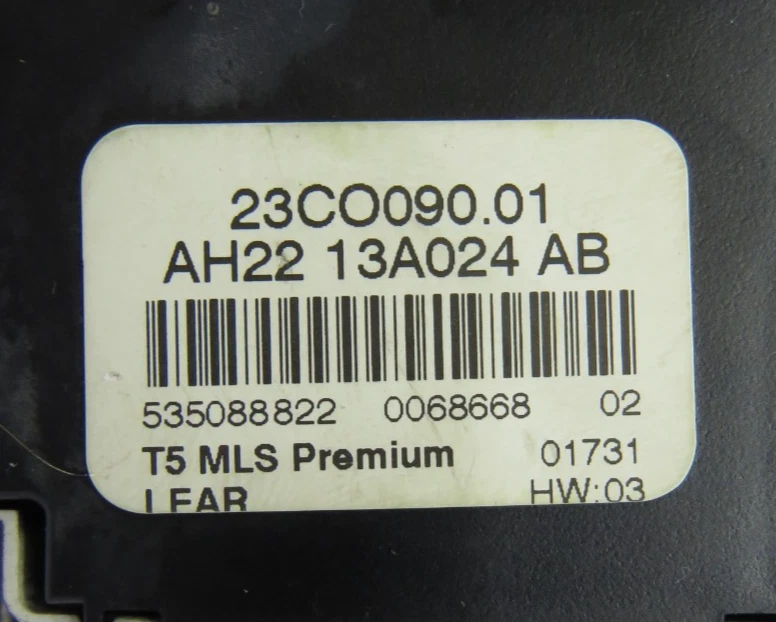 23CO090.01
AH22 13A024 AB
535088822 0068668 02
T5 MLS Premium 01731
LEAR HW:03